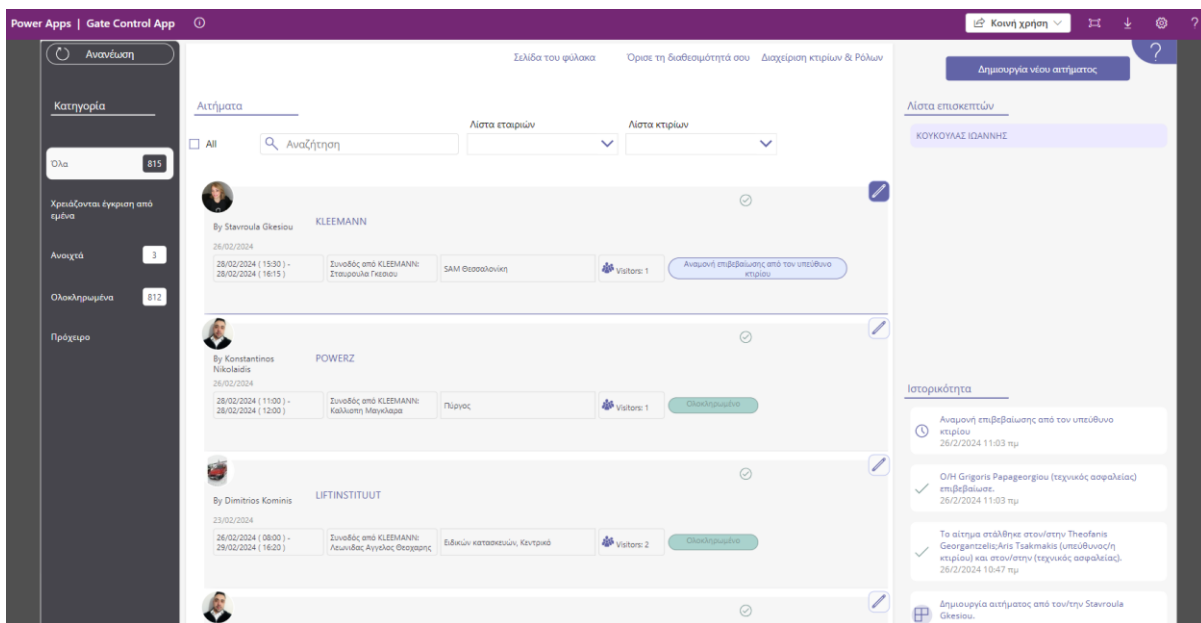 Power Apps | Gate Control App
Κοινή χρήση
Ανανέωση
Σελίδα του φύλακα
Όρισε τη διαθεσιμότητά σου
Διαχείριση κτιρίων & Ρόλων
?
Δημιουργία νέου αιτήματος
Κατηγορία
Όλα 815
Χρειάζονται έγκριση από
εμένα
Ανοιχτά 3
Ολοκληρωμένα 812
Πρόχειρο
Αιτήματα
Λίστα εταιριών
Λίστα κτιρίων
All
Αναζήτηση
By Stavroula Gkesiou
KLEEMANN
26/02/2024
28/02/2024 ( 15:30 ) -
28/02/2024 ( 16:15 )
Συνοδός από KLEEMANN:
Σταυρουλα Γκεσιου
SAM Θεσσαλονίκη
Visitors: 1
Αναμονή επιβεβαίωσης από τον υπεύθυνο
κτιρίου
By Konstantinos
Nikolaidis
POWERZ
26/02/2024
28/02/2024 ( 11:00 ) -
28/02/2024 ( 12:00 )
Συνοδός από KLEEMANN:
Καλλιοπη Μαγκλαρα
Πύργος
Visitors: 1
Ολοκληρωμένο
By Dimitrios Kominis
LIFTINSTITUUT
23/02/2024
26/02/2024 ( 08:00 ) -
29/02/2024 ( 16:20 )
Συνοδός από KLEEMANN:
Λεωνιδας Αγγελος Θεοχαρης
Ειδικών κατασκευών, Κεντρικό
Visitors: 2
Ολοκληρωμένο
Λίστα επισκεπτών
ΚΟΥΚΟΥΛΑΣ ΙΩΑΝΝΗΣ
Ιστορικότητα
Αναμονή επιβεβαίωσης από τον υπεύθυνο
κτιρίου
26/2/2024 11:03 πμ
Ο/Η Grigoris Papageorgiou (τεχνικός ασφαλείας)
επιβεβαίωσε.
26/2/2024 11:03 πμ
Το αίτημα στάλθηκε στον/στην Theofanis
Georgantzelis;Aris Tsakmakis (υπεύθυνος/η
κτιρίου) και στον/στην (τεχνικός ασφαλείας).
26/2/2024 10:47 πμ
Δημιουργία αιτήματος από τον/την Stavroula
Gkesiou.